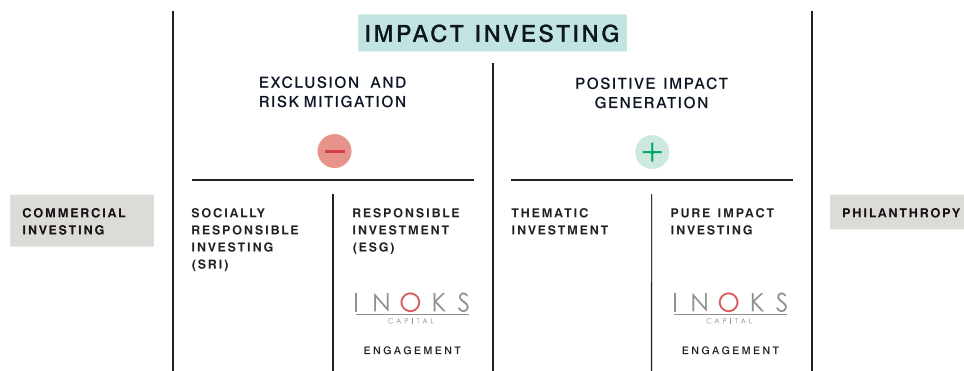 IMPACT INVESTING
EXCLUSION AND
RISK MITIGATION
POSITIVE IMPACT
GENERATION
COMMERCIAL
INVESTING
SOCIALLY
RESPONSIBLE
INVESTING
(SRI)
RESPONSIBLE
INVESTMENT
(ESG)
INOKS
CAPITAL
ENGAGEMENT
THEMATIC
INVESTMENT
PURE IMPACT
INVESTING
INOKS
CAPITAL
ENGAGEMENT
PHILANTHROPY